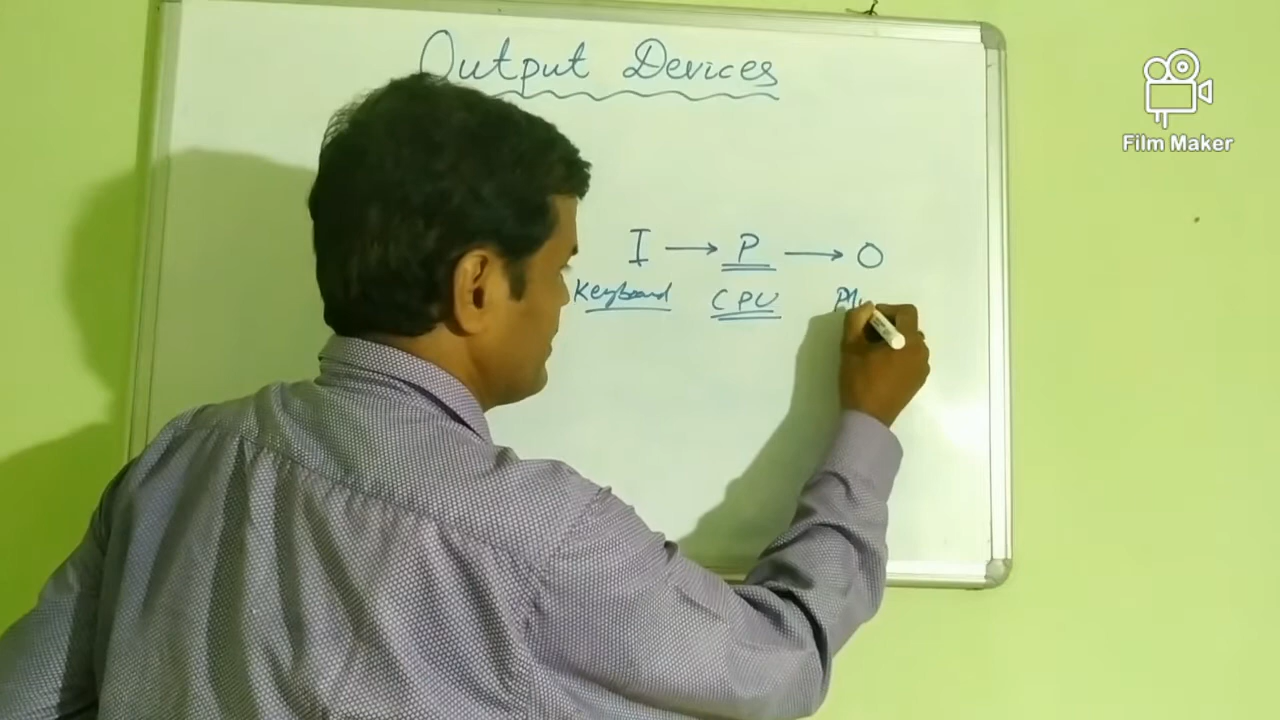 Output Devices
Film Maker
I → P → O
Keyboard CPU